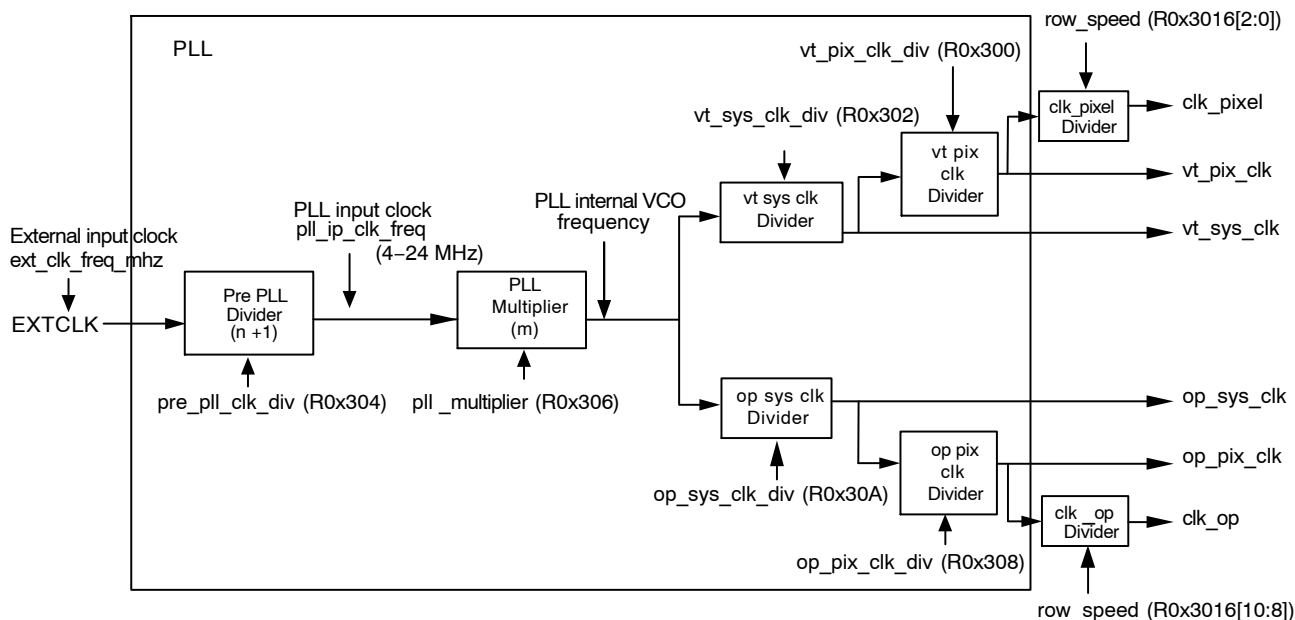 PLL
row_speed (R0x3016[2:0])
vt_pix_clk_div (R0x300)
clk_pixel
Divider
clk_pixel
vt_sys_clk_div (R0x302)
vt pix
clk
Divider
vt_pix_clk
PLL internal VCO
frequency
vt sys clk
Divider
vt_sys_clk
PLL input clock
pll_ip_clk_freq
(4–24 MHz)
External input clock
ext_clk_freq_mhz
EXTCLK
Pre PLL
Divider
(n +1)
PLL
Multiplier
(m)
pre_pll_clk_div (R0x304)
pll _multiplier (R0x306)
op sys clk
Divider
op_sys_clk
op pix
clk
Divider
op_pix_clk
op_sys_clk_div (R0x30A)
clk _op
Divider
clk_op
op_pix_clk_div (R0x308)
row speed (R0x3016[10:8])